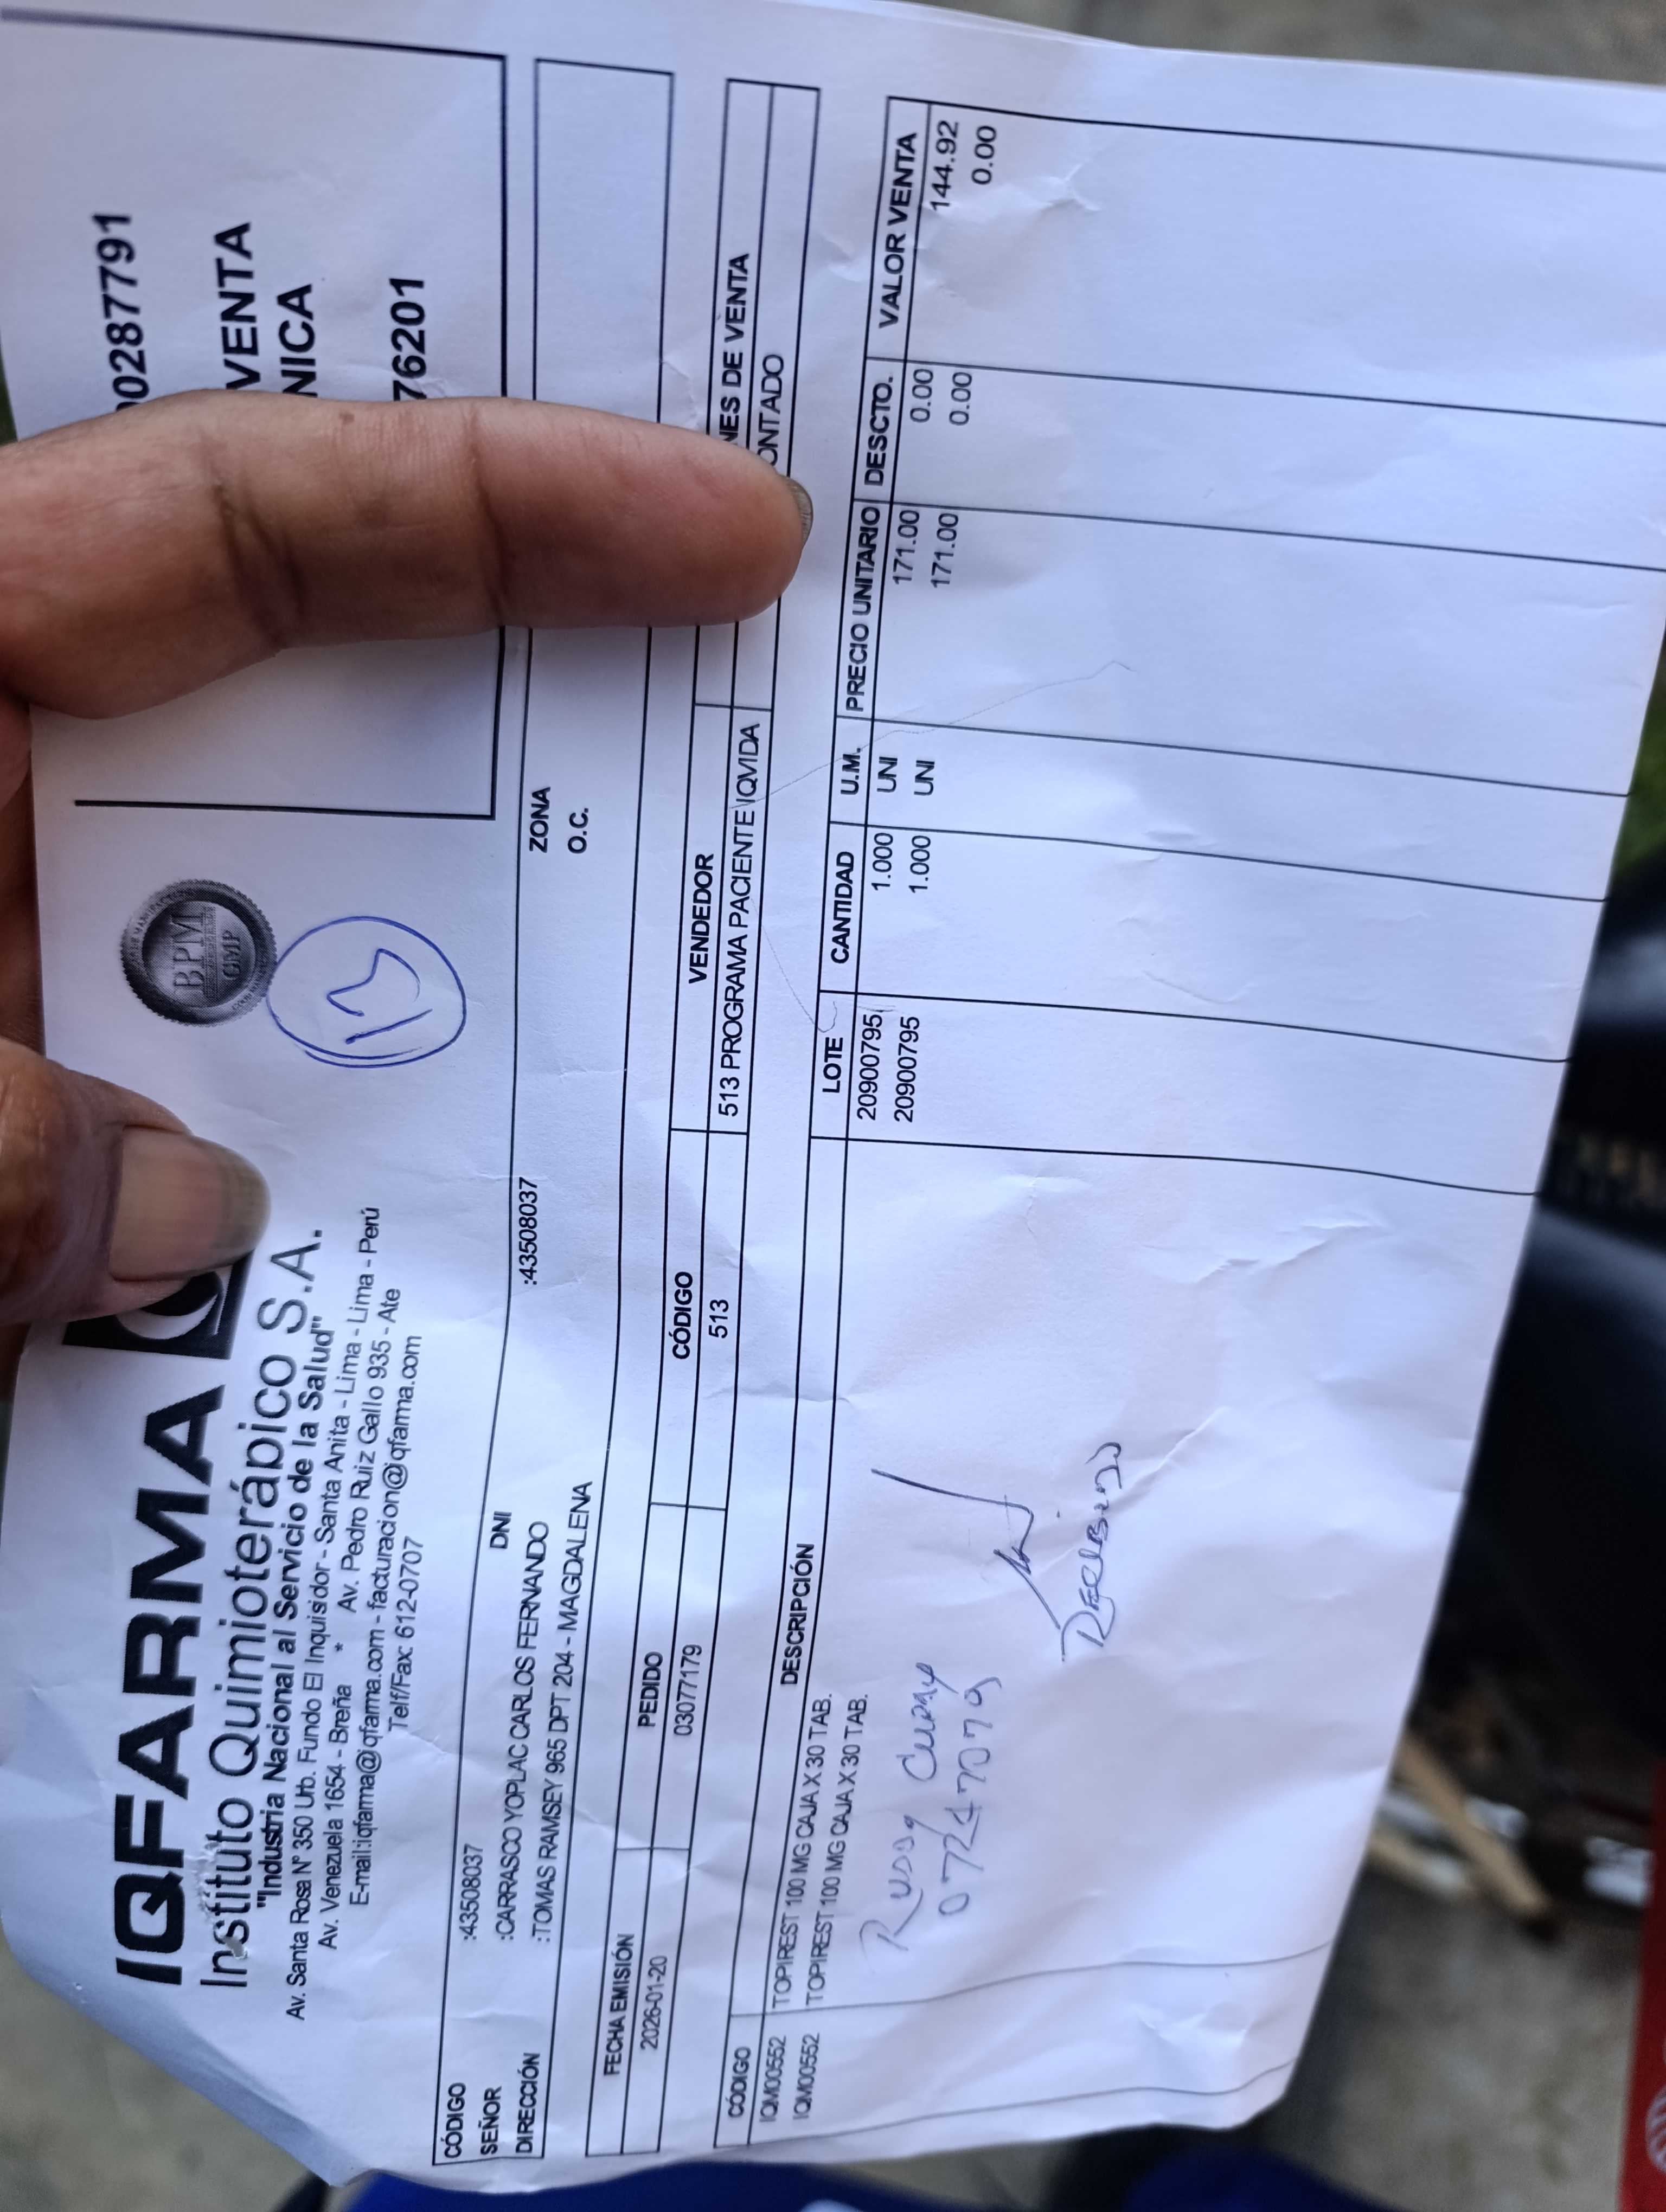 IQFARMA
Instituto Quimioterápico S.A.
"Industria Nacional al Servicio de la Salud"
Av. Santa Rosa Nº 350 Urb. Fundo El Inquisidor - Santa Anita - Lima - Lima - Perú
Av. Venezuela 1654 - Breña * Av. Pedro Ruiz Gallo 935 - Ate
E-mail:iqfarma@iqfarma.com - facturacion@iqfarma.com
Telf/Fax: 612-0707
BPM
GMP
0287791
VENTA
NICA
76201
CÓDIGO :43508037 DNI :43508037
SEÑOR :CARRASCO YOPLAC CARLOS FERNANDO ZONA
DIRECCIÓN :TOMAS RAMSEY 965 DPT 204 - MAGDALENA O.C.
FECHA EMISIÓN PEDIDO CÓDIGO VENDEDOR NES DE VENTA
2026-01-20 03077179 513 513 PROGRAMA PACIENTE IQVIDA ONTADO
CÓDIGO DESCRIPCIÓN LOTE CANTIDAD U.M. PRECIO UNITARIO DESCTO. VALOR VENTA
IQM00552 TOPIREST 100 MG CAJA X 30 TAB. 20900795 1.000 UNI 171.00 0.00 144.92
IQM00552 TOPIREST 100 MG CAJA X 30 TAB. 20900795 1.000 UNI 171.00 0.00 0.00
07247079